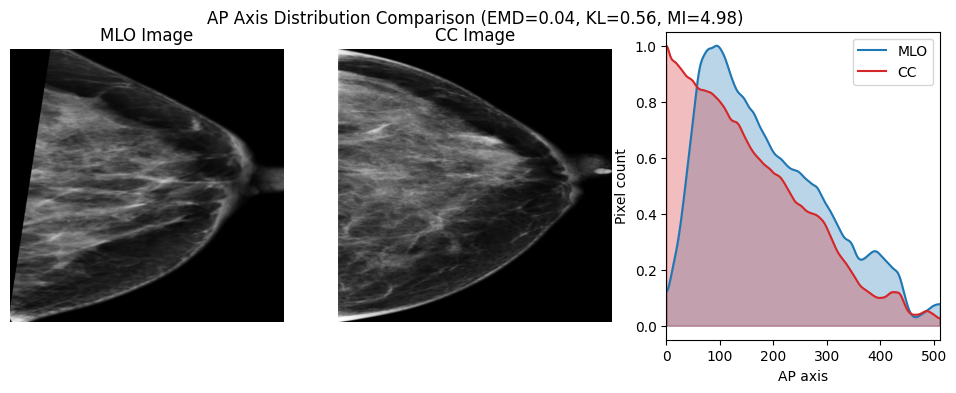 AP Axis Distribution Comparison (EMD=0.04, KL=0.56, MI=4.98)
MLO Image
CC Image
MLO
CC
Pixel count
1.0
0.8
0.6
0.4
0.2
0.0
0 100 200 300 400 500
AP axis